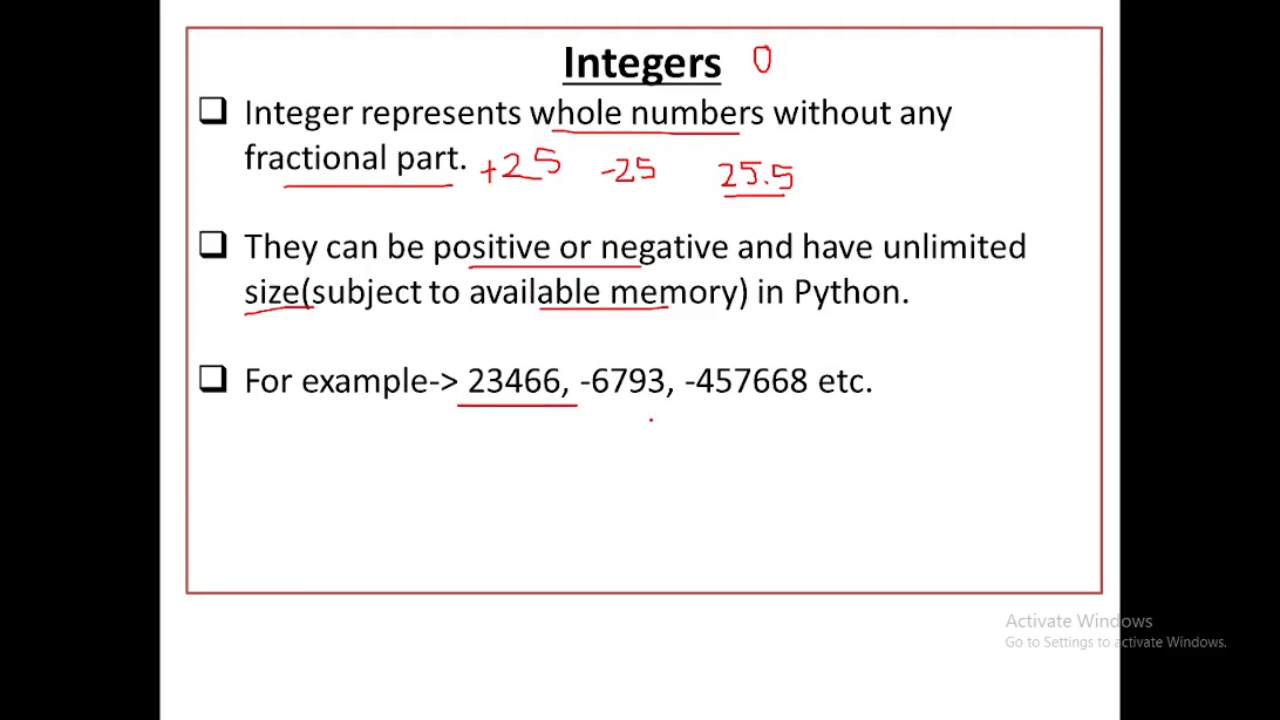 Integers 0
❑ Integer represents whole numbers without any
fractional part. +25 -25 25.5
❑ They can be positive or negative and have unlimited
size(subject to available memory) in Python.
❑ For example-> 23466, -6793, -457668 etc.
Activate Windows
Go to Settings to activate Windows.